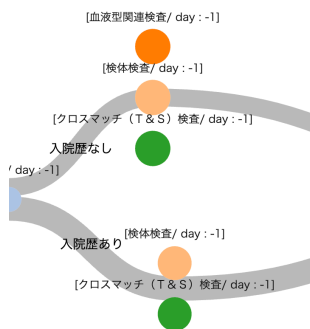 [血液型関連検査/ day : -1]
[検体検査/ day : -1]
[クロスマッチ（T＆S）検査/ day : -1]
入院歴なし
/ day : -1]
入院歴あり
[検体検査/ day : -1]
[クロスマッチ（T＆S）検査/ day : -1]